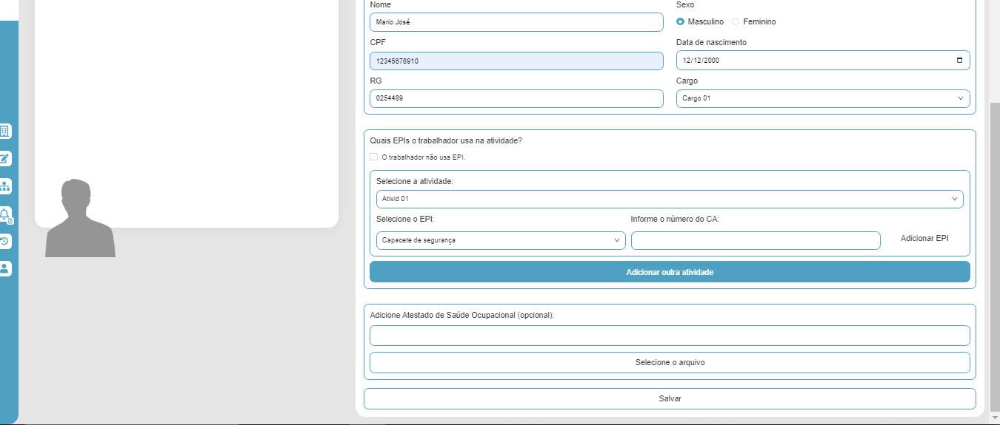 Nome
Sexo
Mario José
Masculino
Feminino
CPF
Data de nascimento
12345678910
12/12/2000
RG
Cargo
0254489
Cargo 01
Quais EPIs o trabalhador usa na atividade?
O trabalhador não usa EPI.
Selecione a atividade:
Ativid 01
Selecione o EPI:
Informe o número do CA:
Capacete de segurança
Adicionar EPI
Adicionar outra atividade
Adicione Atestado de Saúde Ocupacional (opcional):
Selecione o arquivo
Salvar